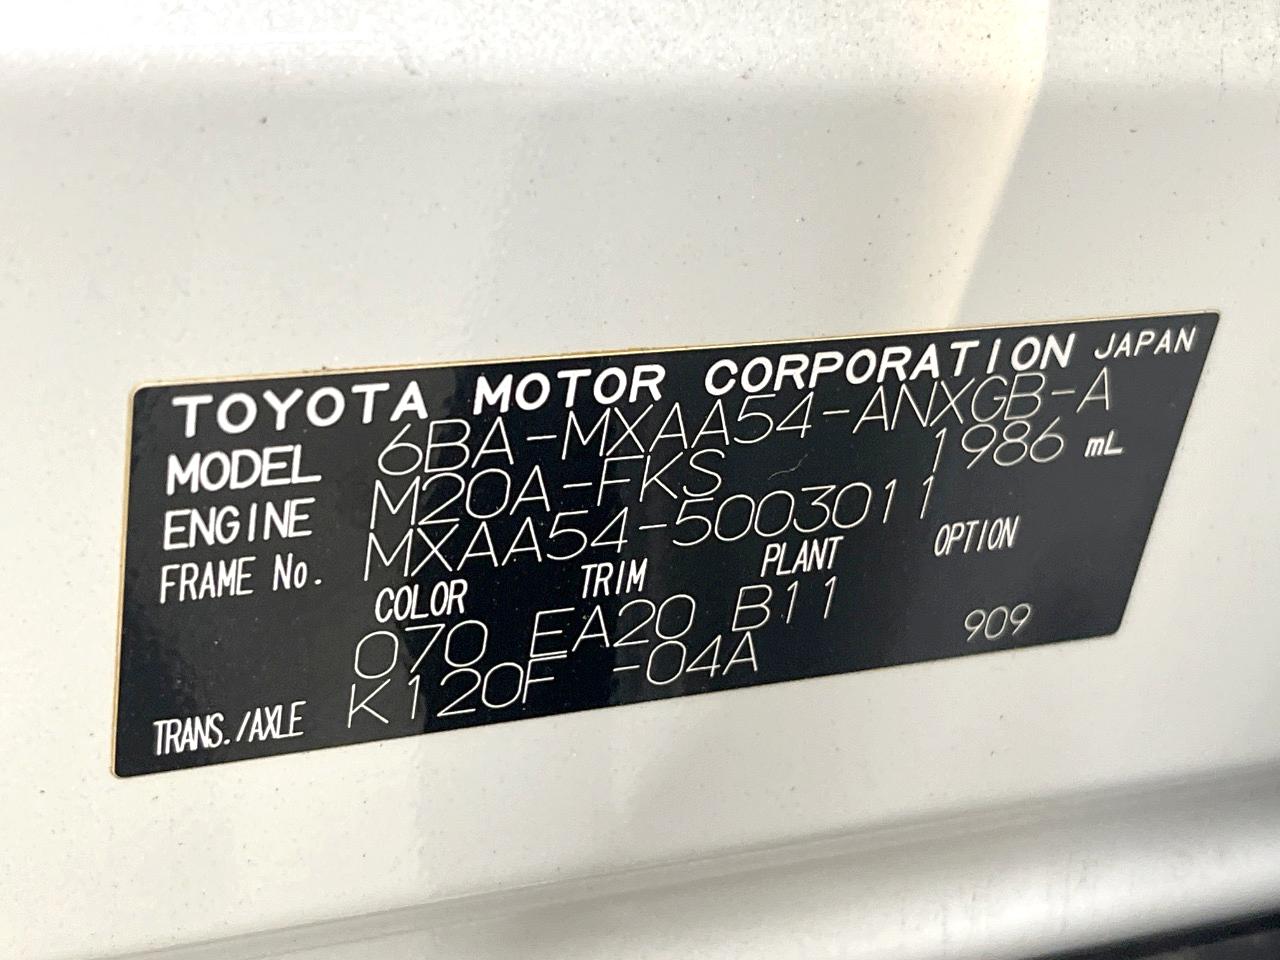 TOYOTA MOTOR CORPORATION JAPAN
MODEL 6BA-MXAA54-ANXGB-A
ENGINE M20A-FKS 1986 mL
FRAME No. MXAA54-5003011
COLOR TRIM PLANT OPTION
070 EA20 B11
TRANS./AXLE K120F -04A 909